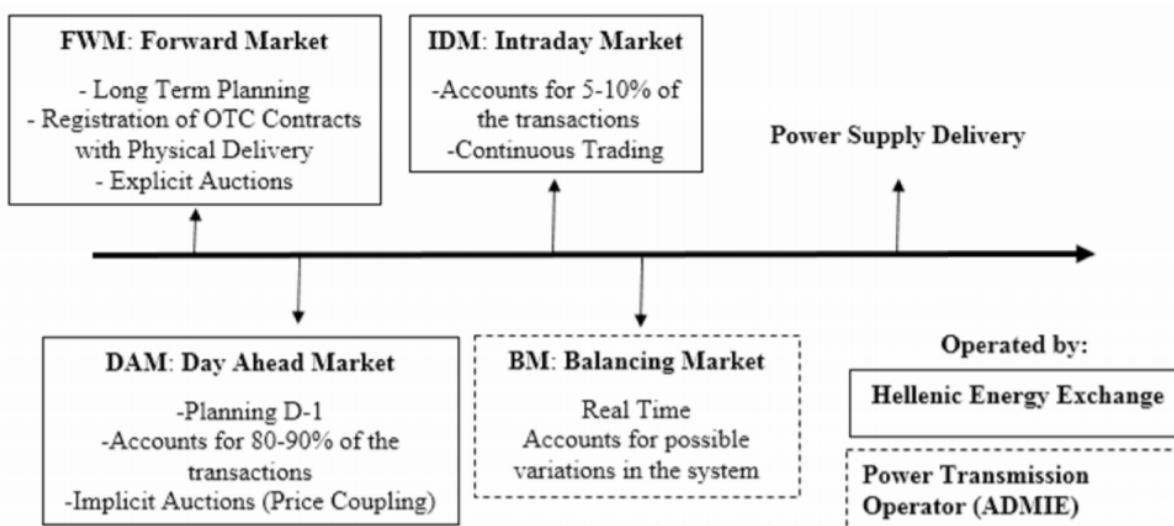 FWM: Forward Market
- Long Term Planning
- Registration of OTC Contracts
with Physical Delivery
- Explicit Auctions
IDM: Intraday Market
-Accounts for 5-10% of
the transactions
-Continuous Trading
Power Supply Delivery
DAM: Day Ahead Market
-Planning D-1
-Accounts for 80-90% of the
transactions
-Implicit Auctions (Price Coupling)
BM: Balancing Market
Real Time
Accounts for possible
variations in the system
Operated by:
Hellenic Energy Exchange
Power Transmission
Operator (ADMIE)